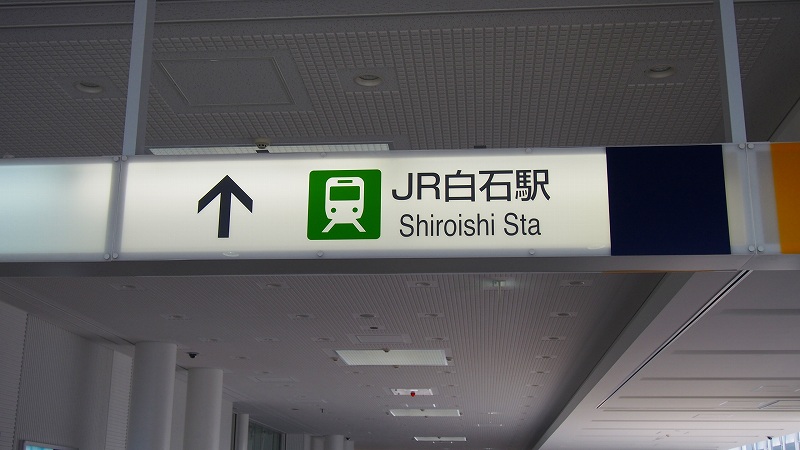 JR白石駅
Shiroishi Sta